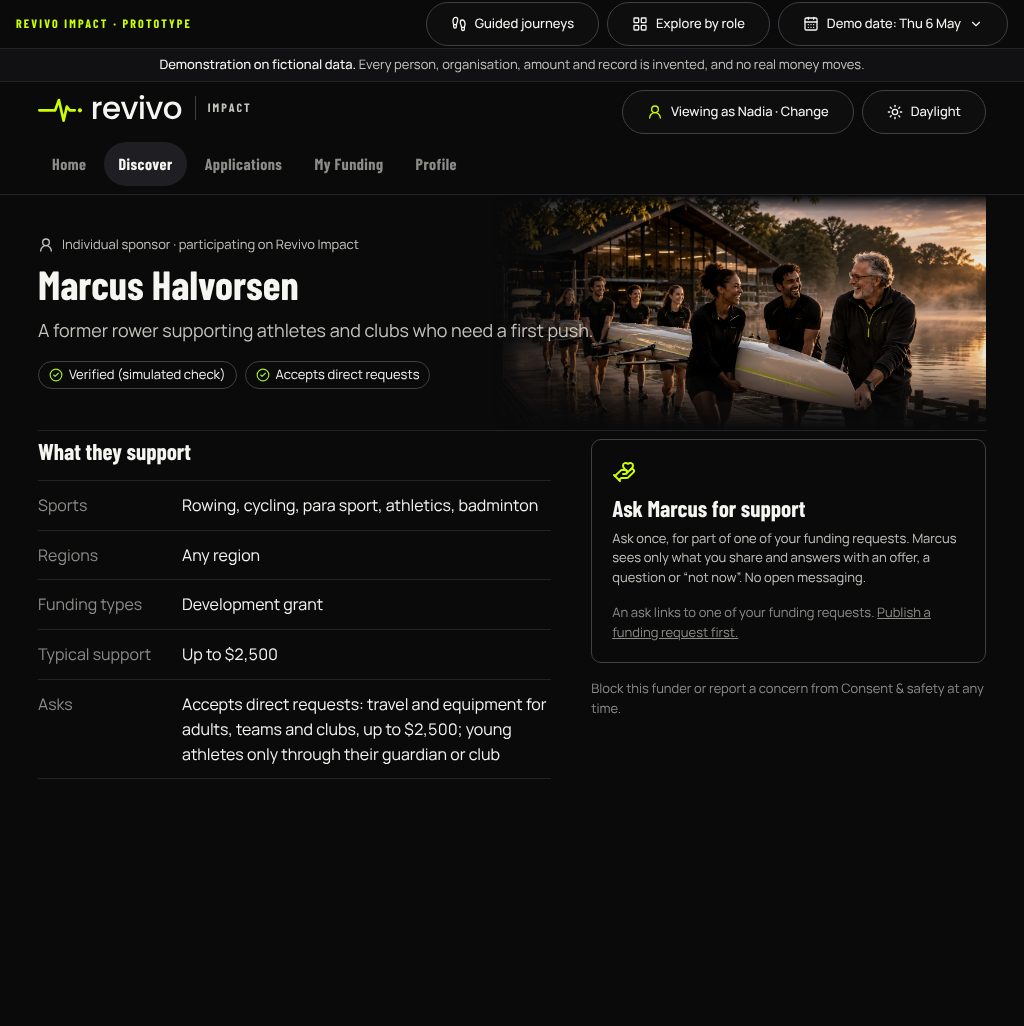 REVIVO IMPACT · PROTOTYPE
Guided journeys
Explore by role
Demo date: Thu 6 May
Demonstration on fictional data. Every person, organisation, amount and record is invented, and no real money moves.
revivo
IMPACT
Viewing as Nadia · Change
Daylight
Home
Discover
Applications
My Funding
Profile
Individual sponsor · participating on Revivo Impact
Marcus Halvorsen
A former rower supporting athletes and clubs who need a first push.
Verified (simulated check)
Accepts direct requests
What they support
Sports
Rowing, cycling, para sport, athletics, badminton
Regions
Any region
Funding types
Development grant
Typical support
Up to $2,500
Asks
Accepts direct requests: travel and equipment for
adults, teams and clubs, up to $2,500; young
athletes only through their guardian or club
Ask Marcus for support
Ask once, for part of one of your funding requests. Marcus
sees only what you share and answers with an offer, a
question or “not now”. No open messaging.
An ask links to one of your funding requests. Publish a
funding request first.
Block this funder or report a concern from Consent & safety at any
time.